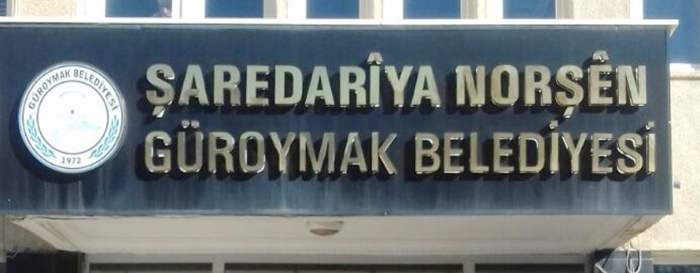 ŞAREDARÎYA NORŞÊN
GÜROYMAK BELEDİYESİ
GÜROYMAK BELEDİYESİ
1972